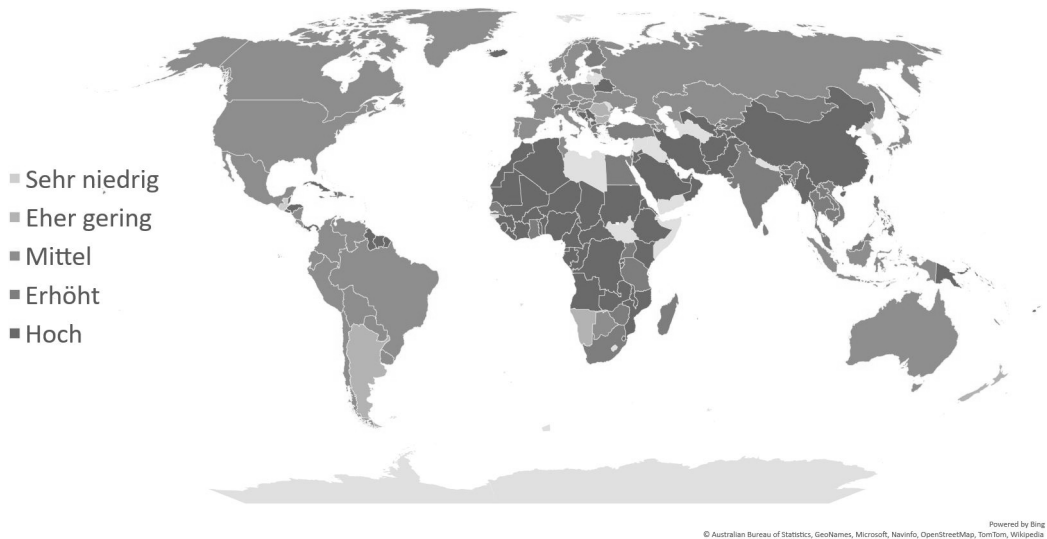 Sehr niedrig
Eher gering
Mittel
Erhöht
Hoch
Powered by Bing
© Australian Bureau of Statistics, GeoNames, Microsoft, Navinfo, OpenStreetMap, TomTom, Wikipedia